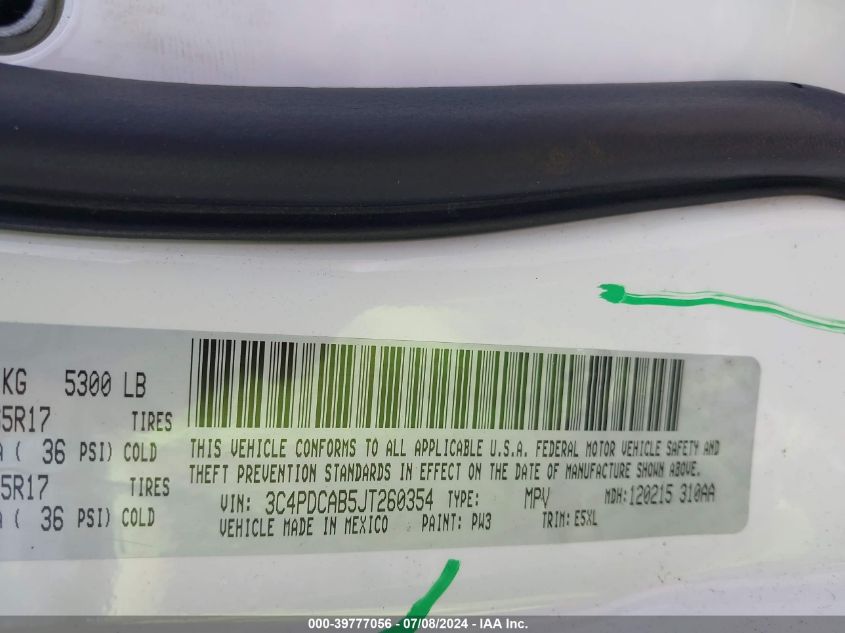 KG 5300 LB
5R17 TIRES
( 36 PSI) COLD
5R17 TIRES
( 36 PSI) COLD
THIS VEHICLE CONFORMS TO ALL APPLICABLE U.S.A. FEDERAL MOTOR VEHICLE SAFETY AND
THEFT PREVENTION STANDARDS IN EFFECT ON THE DATE OF MANUFACTURE SHOWN ABOVE.
VIN: 3C4PDCAB5JT260354 TYPE: MPV MDH: 120215 310AA
VEHICLE MADE IN MEXICO PAINT: PW3 TRIM: E5XL
000-39777056 - 07/08/2024 - IAA Inc.